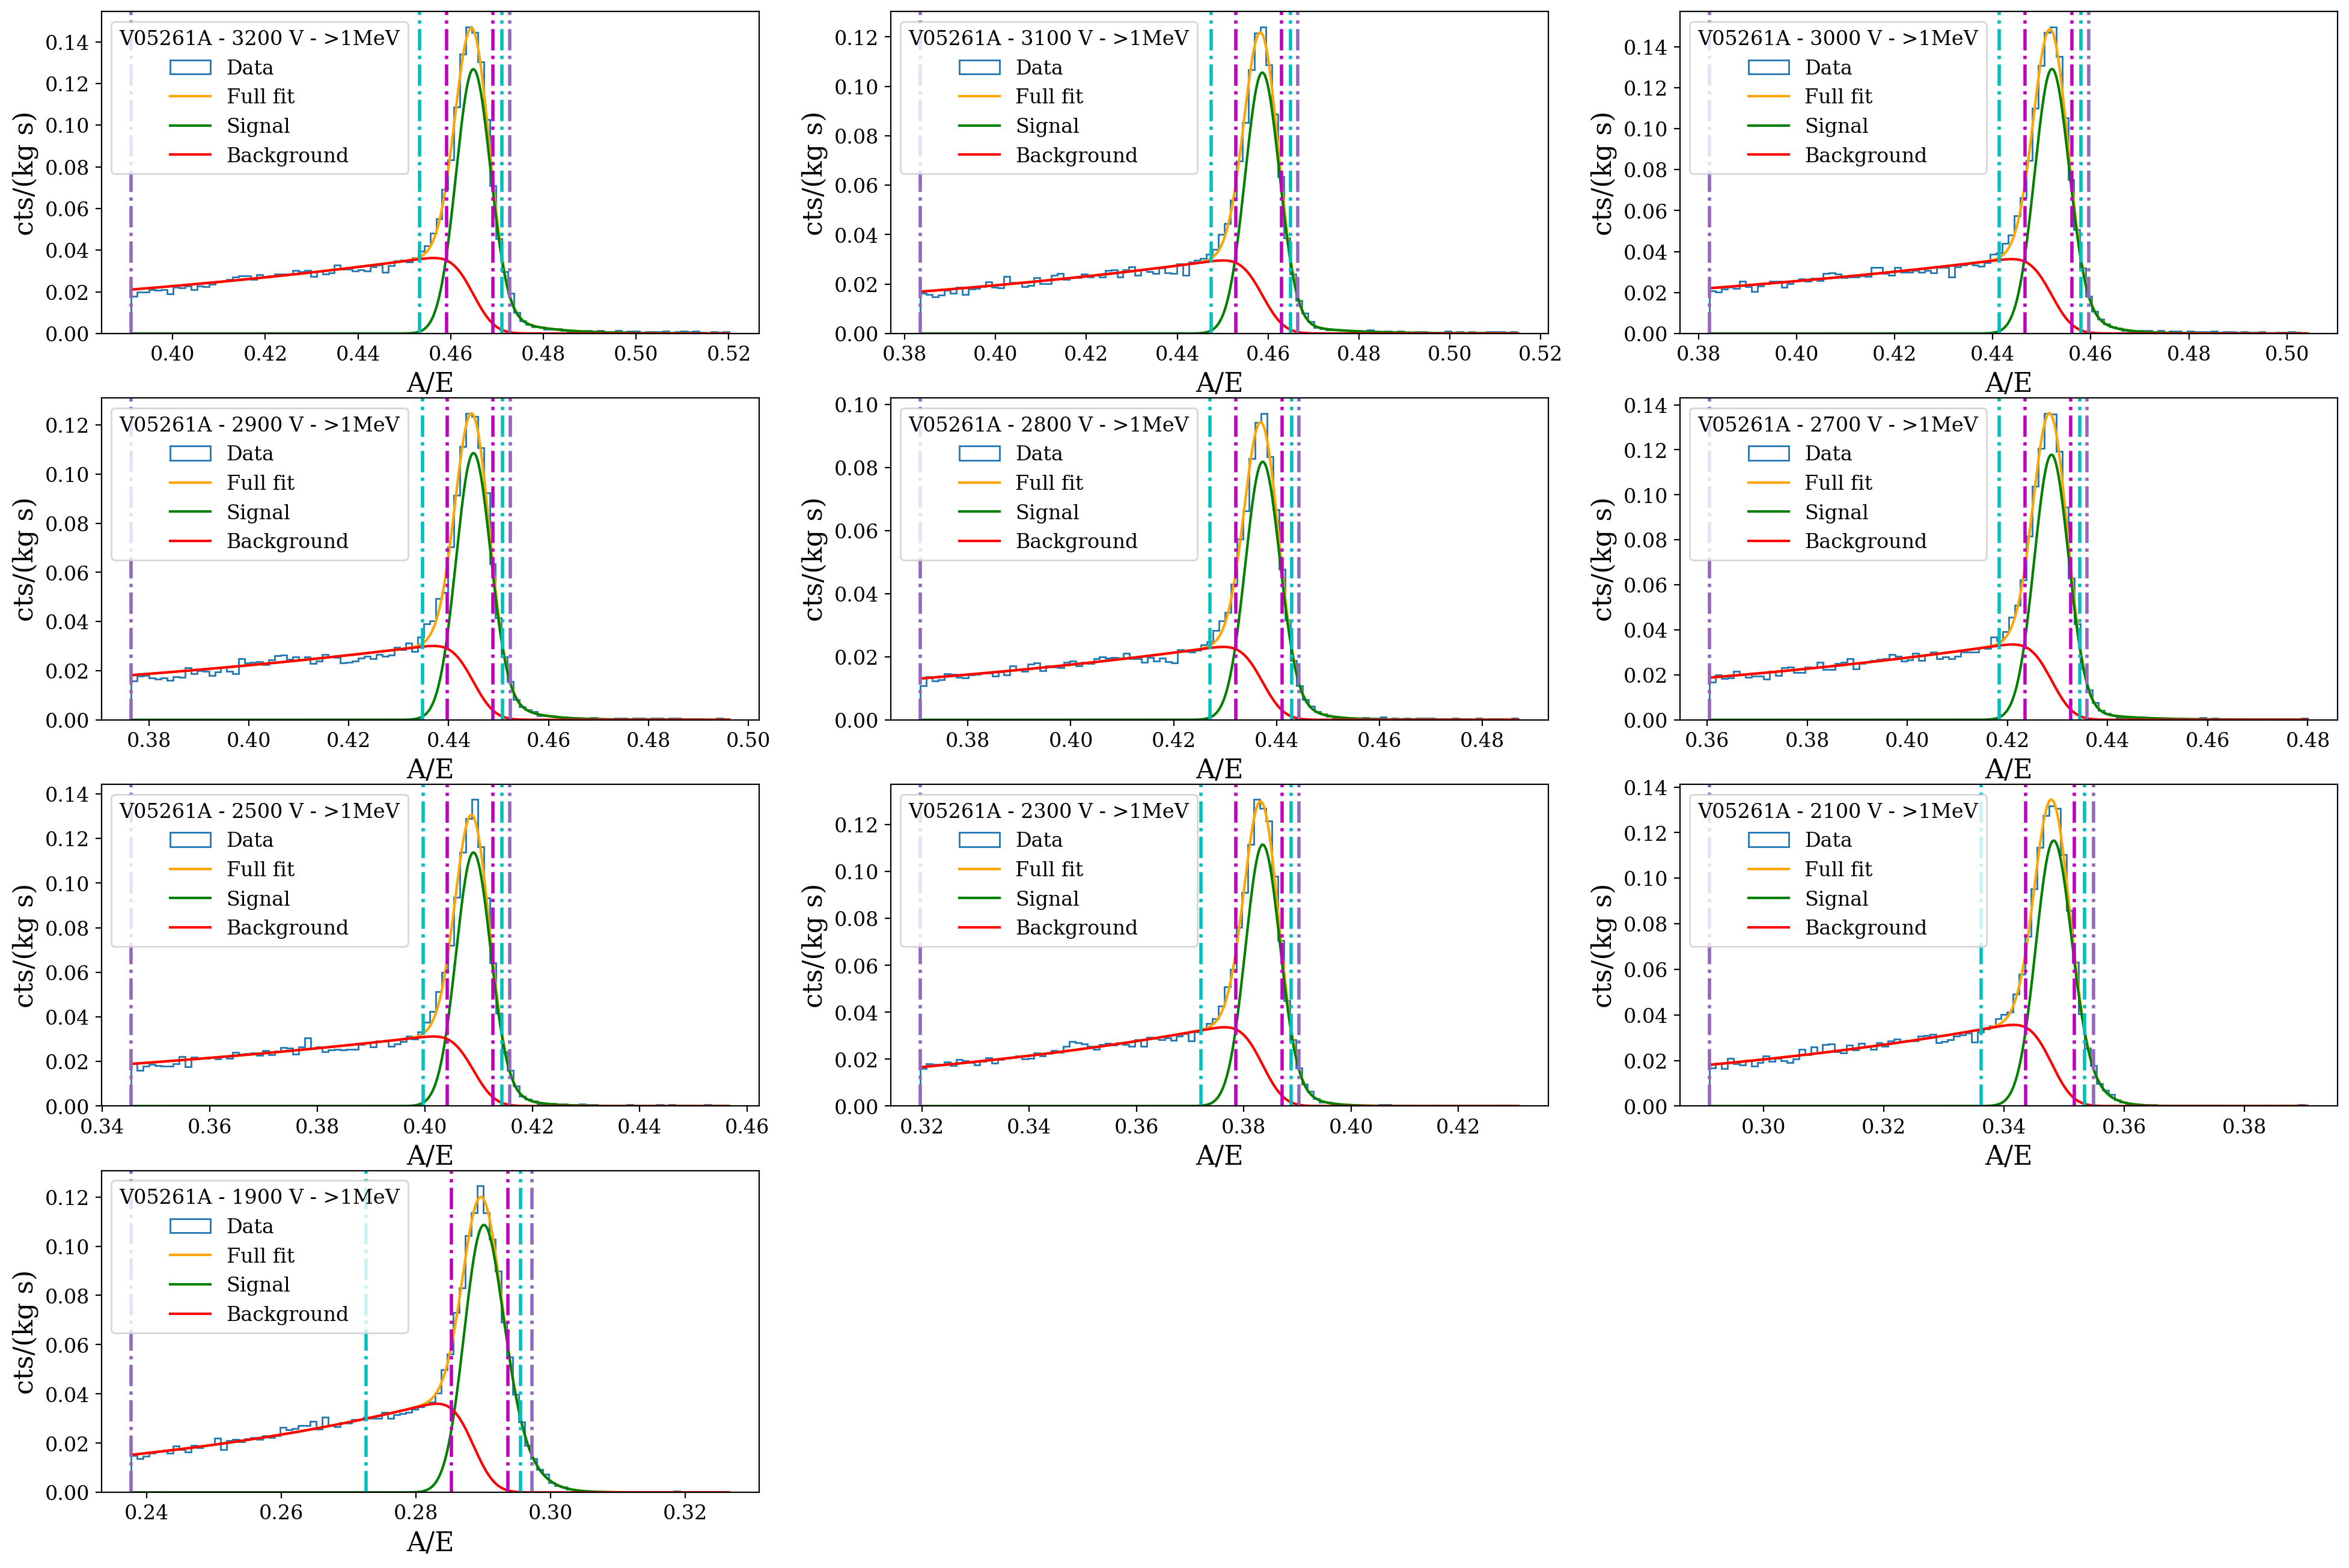 V05261A - 3200 V - >1MeV
Data
Full fit
Signal
Background
cts/(kg s)
0.14
0.12
0.10
0.08
0.06
0.04
0.02
0.00
0.40 0.42 0.44 0.46 0.48 0.50 0.52
A/E
V05261A - 3100 V - >1MeV
Data
Full fit
Signal
Background
cts/(kg s)
0.12
0.10
0.08
0.06
0.04
0.02
0.00
0.38 0.40 0.42 0.44 0.46 0.48 0.50 0.52
A/E
V05261A - 3000 V - >1MeV
Data
Full fit
Signal
Background
cts/(kg s)
0.14
0.12
0.10
0.08
0.06
0.04
0.02
0.00
0.38 0.40 0.42 0.44 0.46 0.48 0.50
A/E
V05261A - 2900 V - >1MeV
Data
Full fit
Signal
Background
cts/(kg s)
0.12
0.10
0.08
0.06
0.04
0.02
0.00
0.38 0.40 0.42 0.44 0.46 0.48 0.50
A/E
V05261A - 2800 V - >1MeV
Data
Full fit
Signal
Background
cts/(kg s)
0.10
0.08
0.06
0.04
0.02
0.00
0.38 0.40 0.42 0.44 0.46 0.48
A/E
V05261A - 2700 V - >1MeV
Data
Full fit
Signal
Background
cts/(kg s)
0.14
0.12
0.10
0.08
0.06
0.04
0.02
0.00
0.36 0.38 0.40 0.42 0.44 0.46 0.48
A/E
V05261A - 2500 V - >1MeV
Data
Full fit
Signal
Background
cts/(kg s)
0.14
0.12
0.10
0.08
0.06
0.04
0.02
0.00
0.34 0.36 0.38 0.40 0.42 0.44 0.46
A/E
V05261A - 2300 V - >1MeV
Data
Full fit
Signal
Background
cts/(kg s)
0.12
0.10
0.08
0.06
0.04
0.02
0.00
0.32 0.34 0.36 0.38 0.40 0.42
A/E
V05261A - 2100 V - >1MeV
Data
Full fit
Signal
Background
cts/(kg s)
0.14
0.12
0.10
0.08
0.06
0.04
0.02
0.00
0.30 0.32 0.34 0.36 0.38
A/E
V05261A - 1900 V - >1MeV
Data
Full fit
Signal
Background
cts/(kg s)
0.12
0.10
0.08
0.06
0.04
0.02
0.00
0.24 0.26 0.28 0.30 0.32
A/E